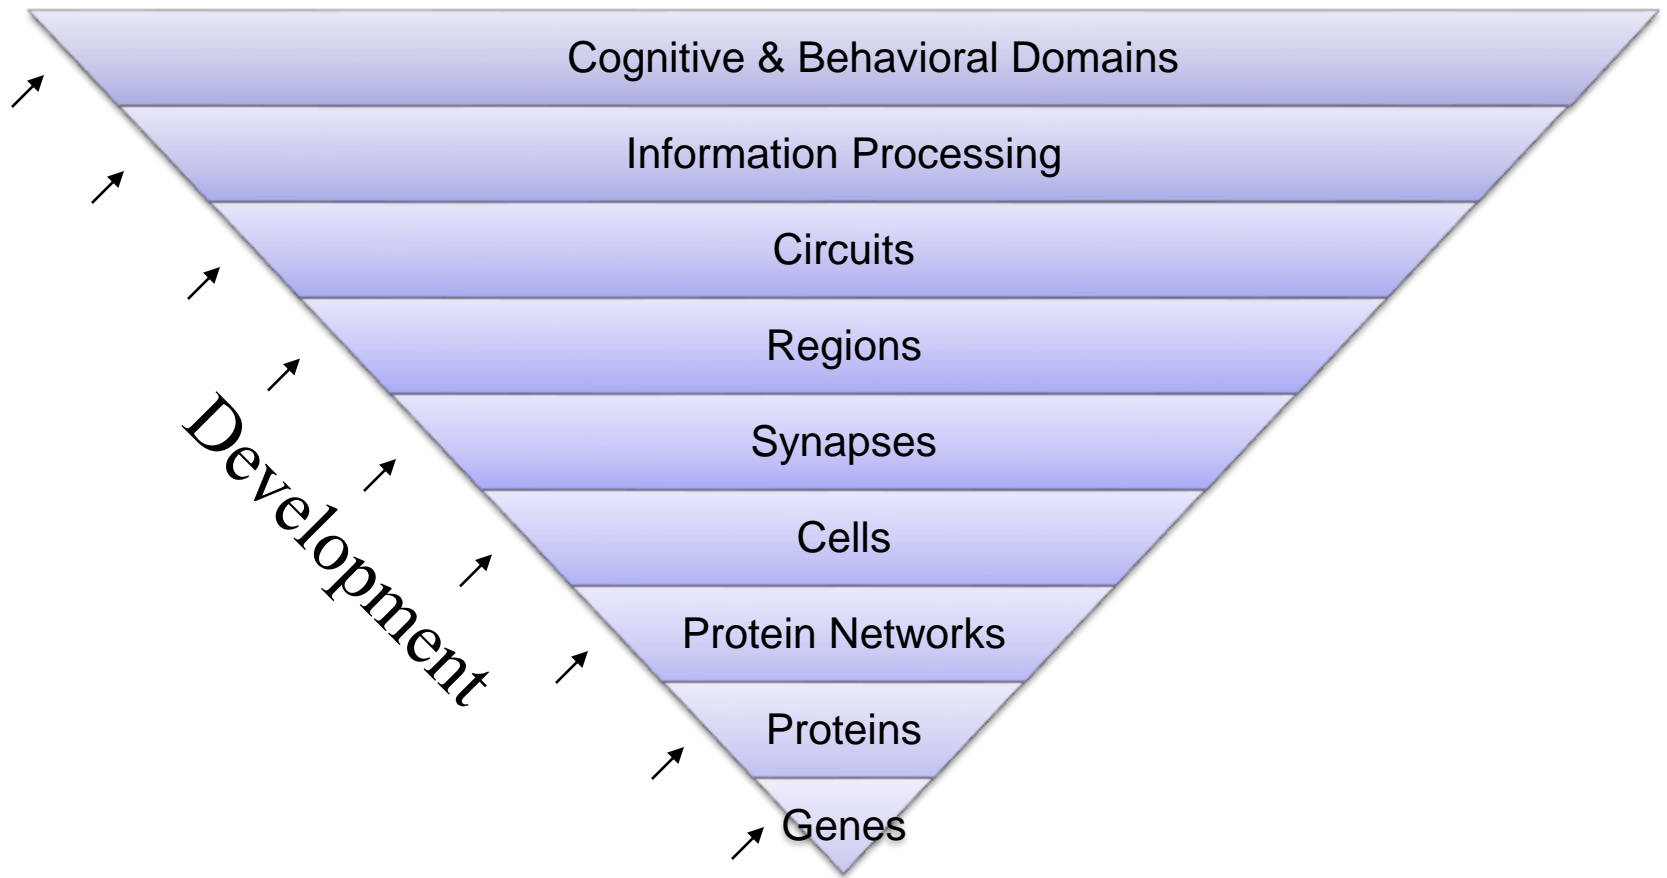 Cognitive & Behavioral Domains
Information Processing
Circuits
Regions
Synapses
Cells
Protein Networks
Proteins
Genes
Development